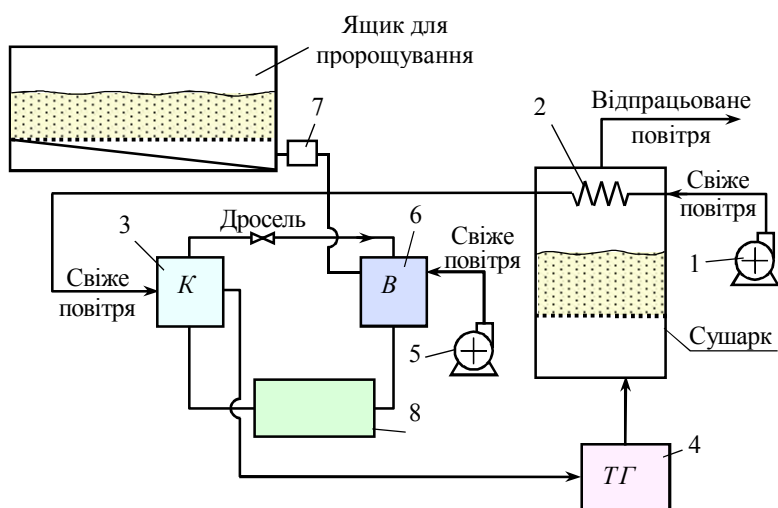 Ящик для
пророщування
7
2
Відпрацьоване
повітря
Свіже
повітря
1
Дросель
3
6
Свіже
повітря
К
В
Свіже
повітря
5
Сушарк
8
4
ТГ